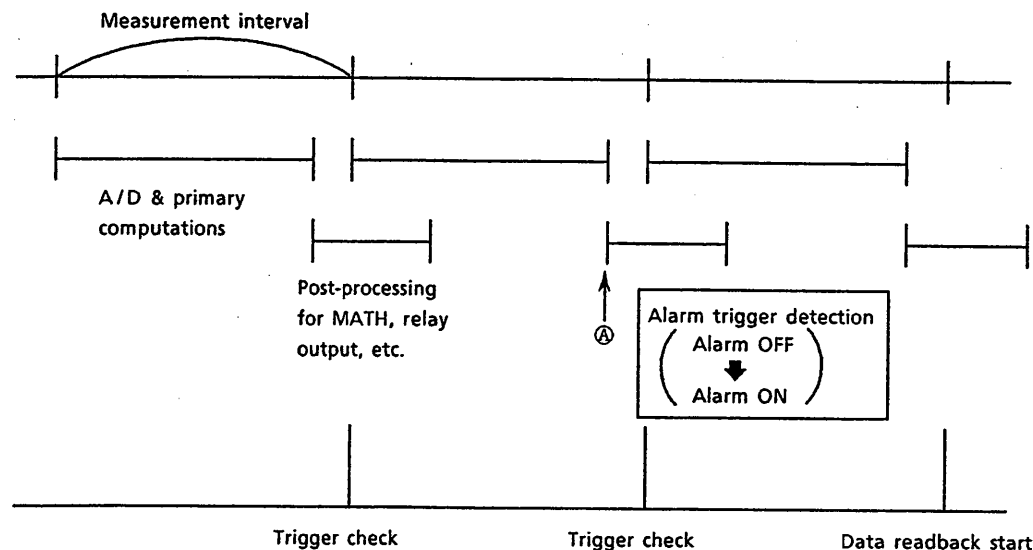 Measurement interval
A/D & primary
computations
Post-processing
for MATH, relay
output, etc.
Ⓐ
Alarm trigger detection
Alarm OFF
Alarm ON
Trigger check
Trigger check
Data readback start